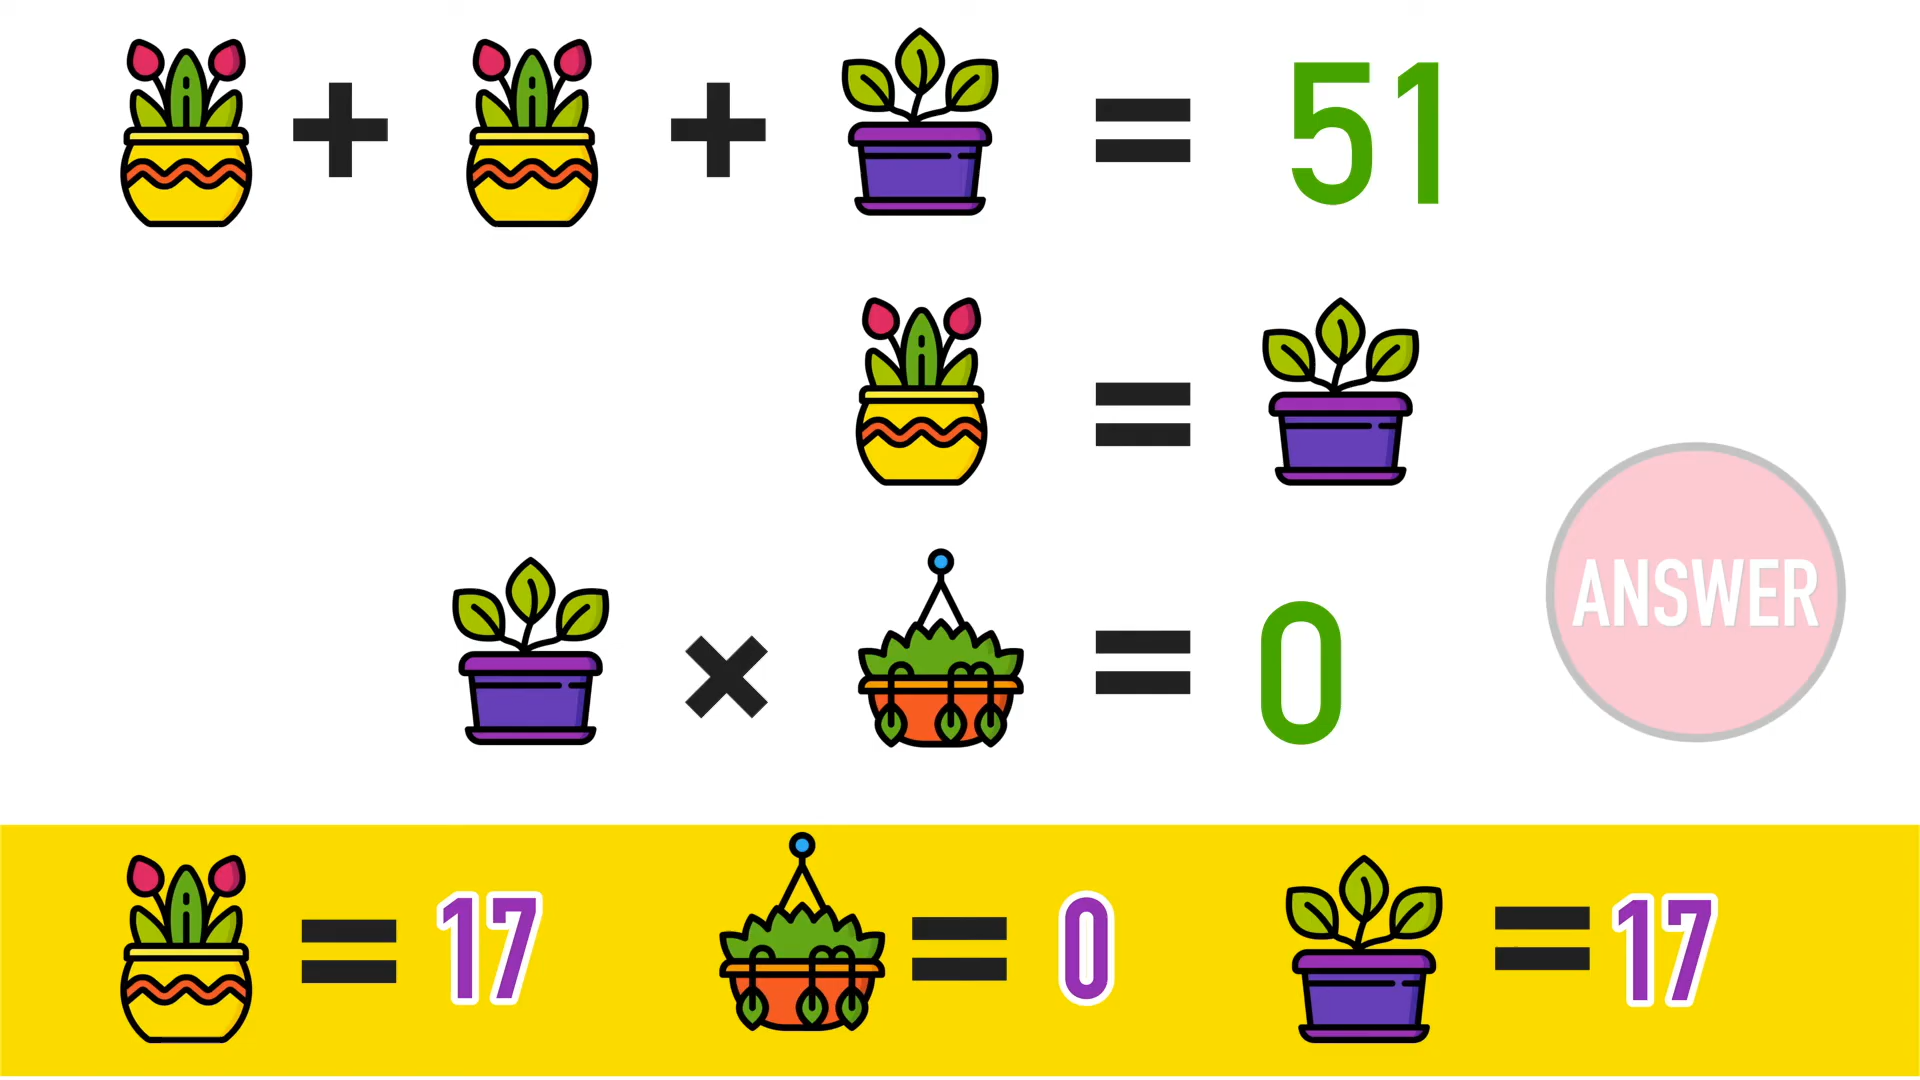 + + = 51
=
× = 0
ANSWER
= 17 = 0 = 17